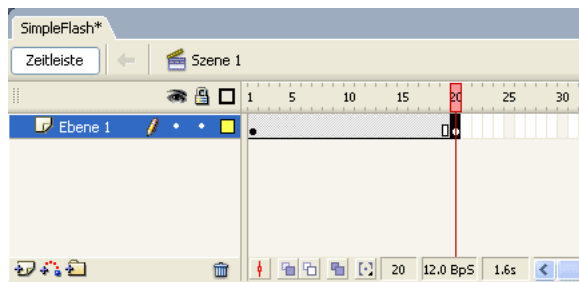 SimpleFlash*
Zeitleiste Szene 1
1 5 10 15 20 25 30
Ebene 1
20 12.0 BpS 1.6s